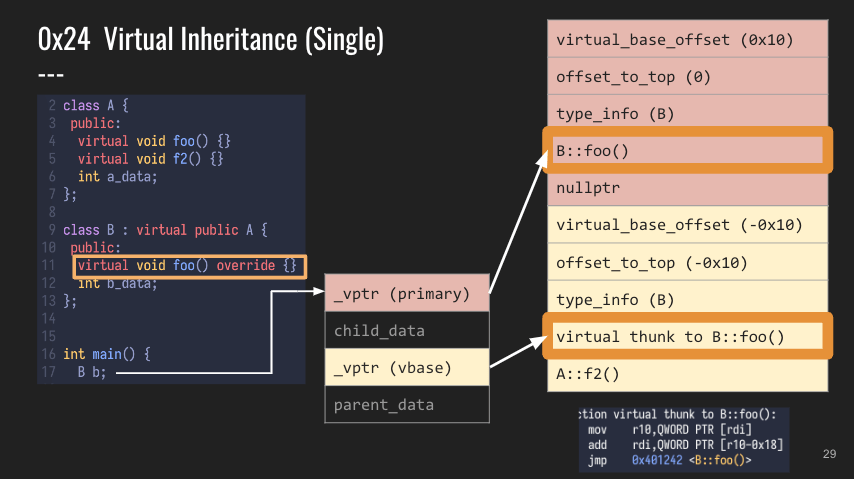 0x24 Virtual Inheritance (Single)
---
2 class A {
3 public:
4 virtual void foo() {}
5 virtual void f2() {}
6 int a_data;
7 };
8
9 class B : virtual public A {
10 public:
11 virtual void foo() override {}
12 int b_data;
13 };
14
15
16 int main() {
17 B b;
_vptr (primary)
child_data
_vptr (vbase)
parent_data
virtual_base_offset (0x10)
offset_to_top (0)
type_info (B)
B::foo()
nullptr
virtual_base_offset (-0x10)
offset_to_top (-0x10)
type_info (B)
virtual thunk to B::foo()
A::f2()
ction virtual thunk to B::foo():
mov r10,QWORD PTR [rdi]
add rdi,QWORD PTR [r10-0x18]
jmp 0x401242 <B::foo()>
29